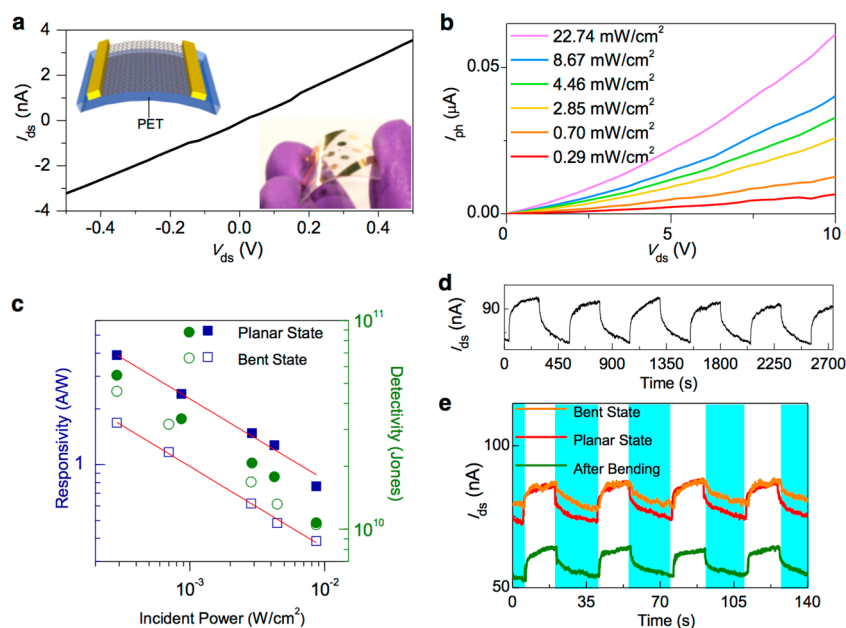 a
I_ds (nA)
4
2
0
-2
-4
PET
-0.4
-0.2
0.0
0.2
0.4
V_ds (V)
b
I_ph (μA)
0.05
0.00
22.74 mW/cm²
8.67 mW/cm²
4.46 mW/cm²
2.85 mW/cm²
0.70 mW/cm²
0.29 mW/cm²
0
5
10
V_ds (V)
c
Responsivity (A/W)
1
Planar State
Bent State
10¹¹
10¹⁰
Detectivity (Jones)
10⁻³
10⁻²
Incident Power (W/cm²)
d
I_ds (nA)
90
0
450
900
1350
1800
2250
2700
Time (s)
e
I_ds (nA)
100
50
Bent State
Planar State
After Bending
0
35
70
105
140
Time (s)